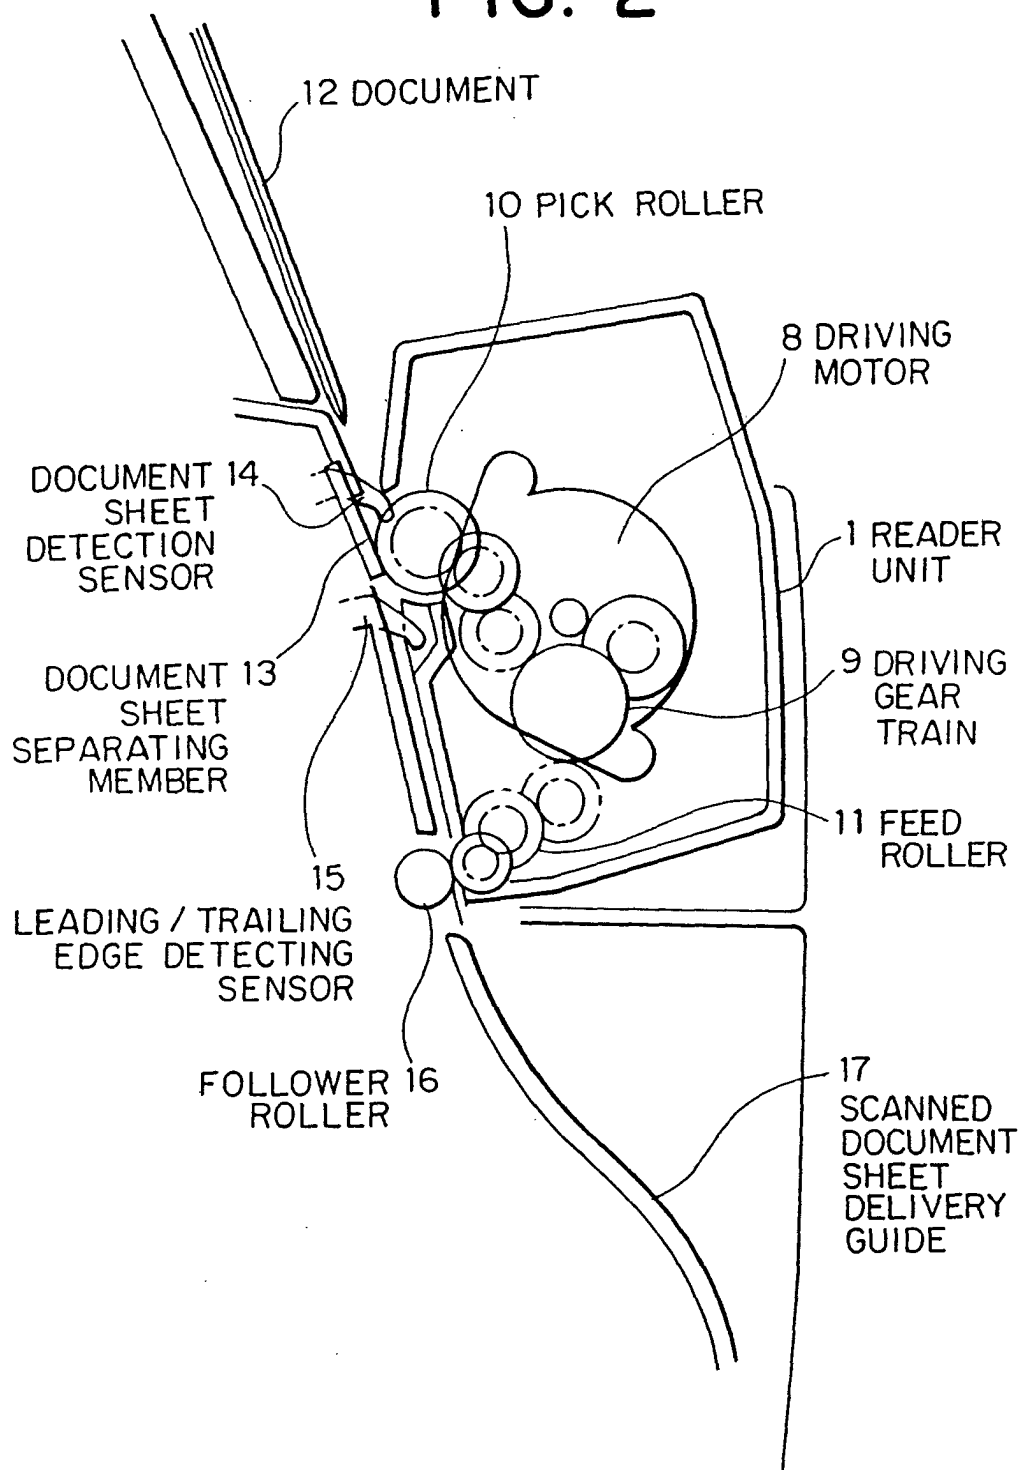 FIG. 2
12 DOCUMENT
10 PICK ROLLER
8 DRIVING
MOTOR
DOCUMENT 14
SHEET
DETECTION
SENSOR
1 READER
UNIT
DOCUMENT 13
SHEET
SEPARATING
MEMBER
9 DRIVING
GEAR
TRAIN
11 FEED
ROLLER
15
LEADING / TRAILING
EDGE DETECTING
SENSOR
FOLLOWER 16
ROLLER
17
SCANNED
DOCUMENT
SHEET
DELIVERY
GUIDE